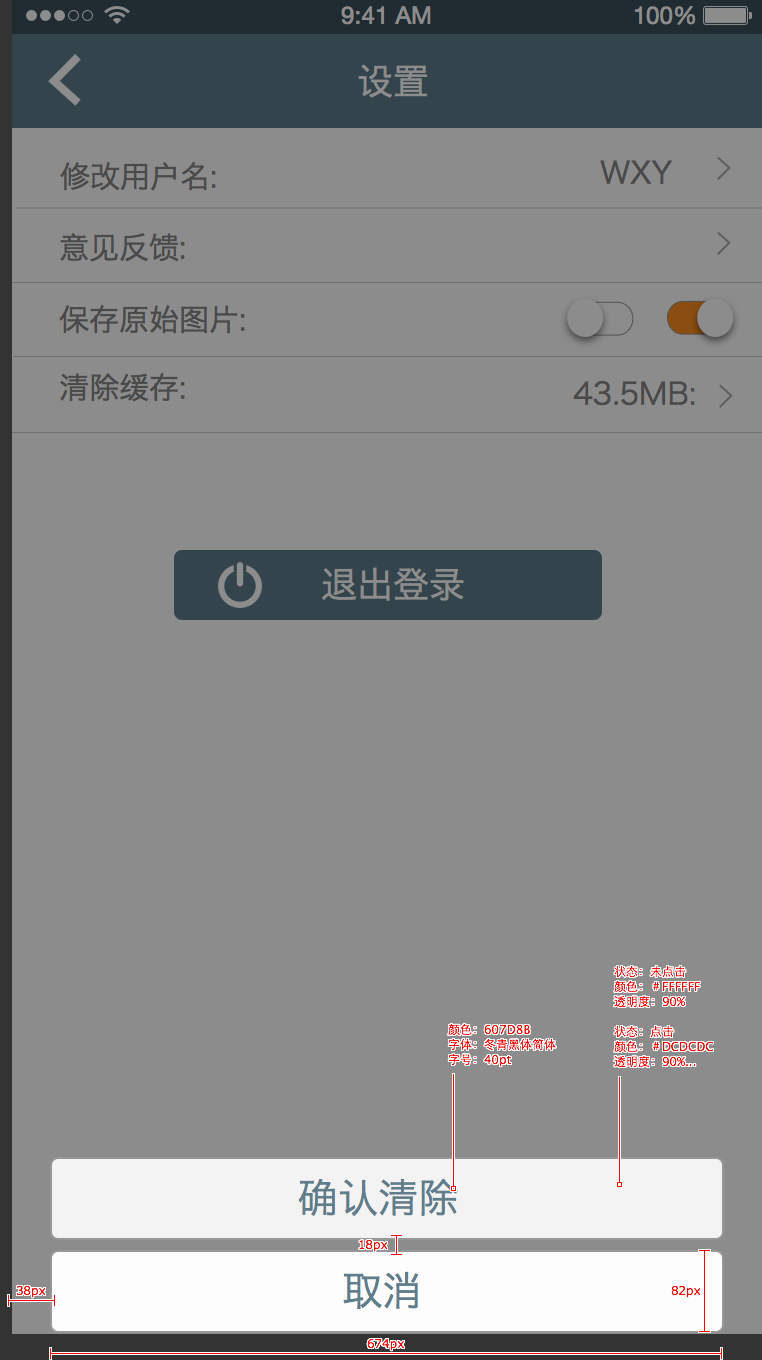 9:41 AM
100%
设置
修改用户名:
WXY
意见反馈:
保存原始图片:
清除缓存:
43.5MB:
退出登录
状态：未点击
颜色：#FFFFFF
透明度：90%
状态：点击
颜色：#DCDCDC
透明度：90%...
颜色：607D8B
字体：冬青黑体简体
字号：40pt
确认清除
18px
取消
38px
82px
674px